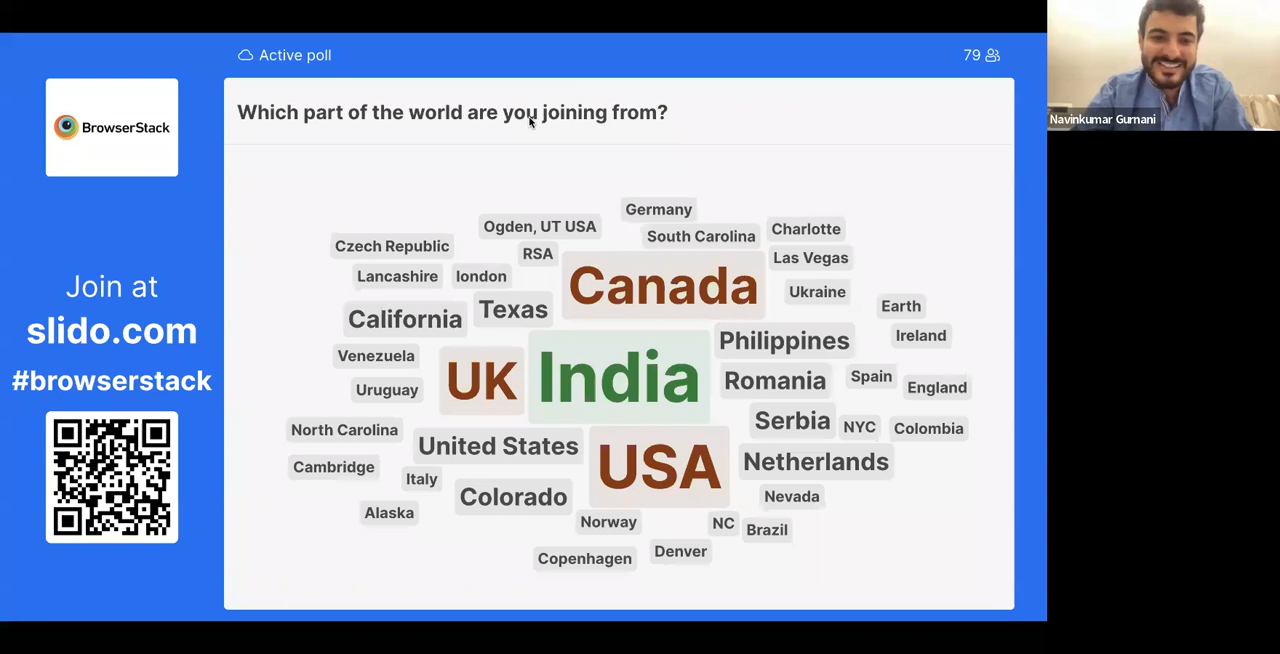 Active poll
79
BrowserStack
Which part of the world are you joining from?
Join at
slido.com
#browserstack
Germany
Ogden, UT USA
South Carolina
Charlotte
Czech Republic
RSA
Las Vegas
Lancashire
london
Canada
Ukraine
California
Texas
Earth
Philippines
Ireland
Venezuela
UK
India
Romania
Spain
England
Uruguay
Serbia
NYC
Colombia
North Carolina
United States
USA
Netherlands
Cambridge
Italy
Colorado
Nevada
Alaska
Norway
NC
Brazil
Copenhagen
Denver
Navinkumar Gurnani